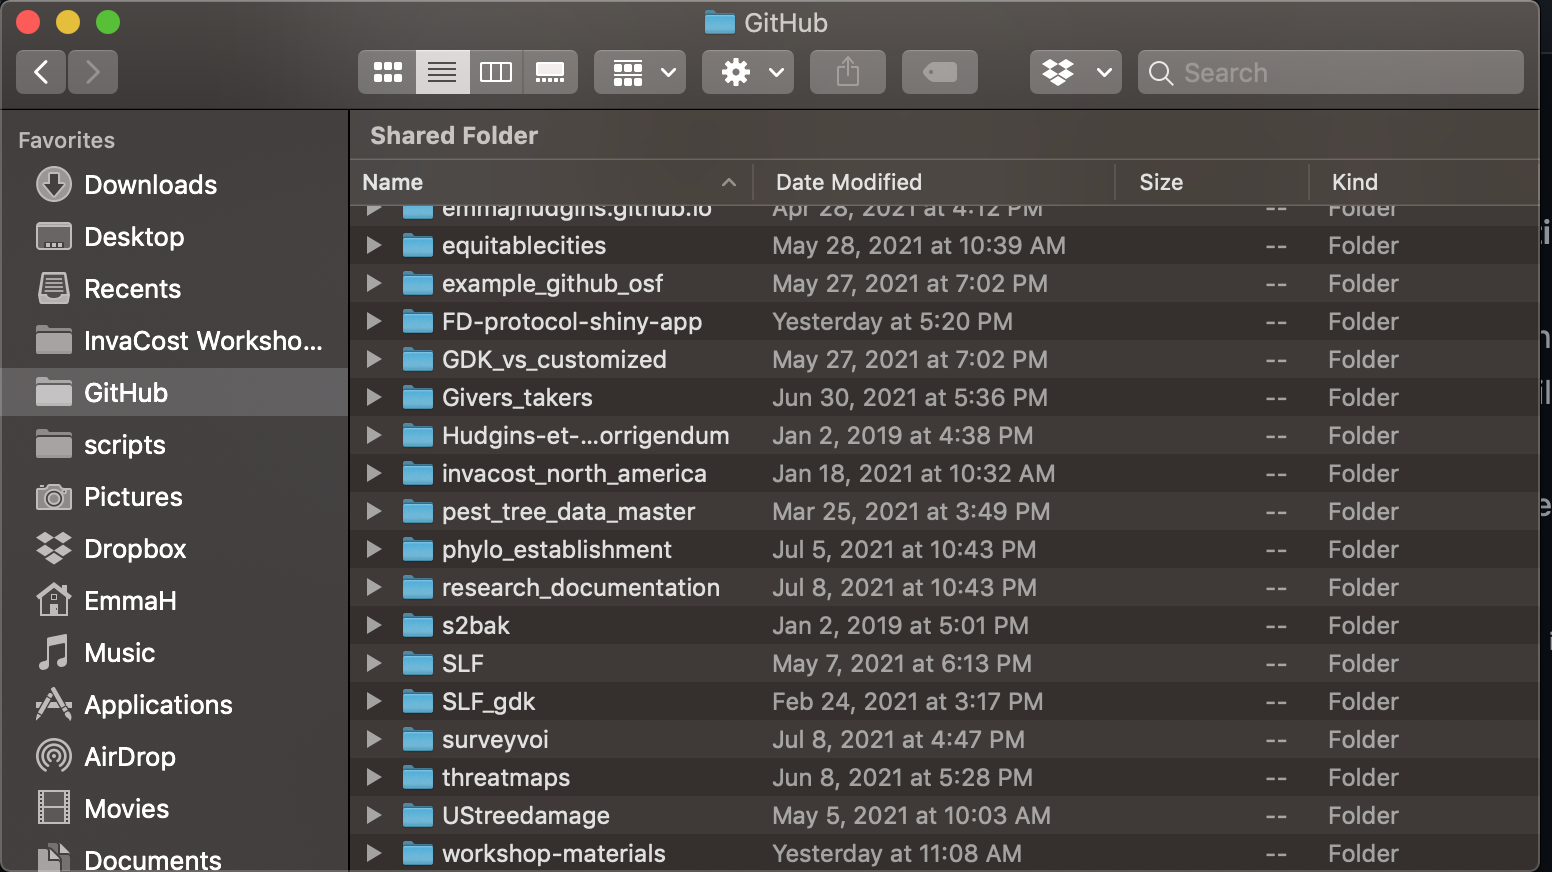 GitHub
Search
Favorites
Downloads
Desktop
Recents
InvaCost Worksho...
GitHub
scripts
Pictures
Dropbox
EmmaH
Music
Applications
AirDrop
Movies
Documents
Shared Folder
Name Date Modified Size Kind
emmajhudgins.github.io Apr 28, 2021 at 4:12 PM -- Folder
equitablecities May 28, 2021 at 10:39 AM -- Folder
example_github_osf May 27, 2021 at 7:02 PM -- Folder
FD-protocol-shiny-app Yesterday at 5:20 PM -- Folder
GDK_vs_customized May 27, 2021 at 7:02 PM -- Folder
Givers_takers Jun 30, 2021 at 5:36 PM -- Folder
Hudgins-et-...orrigendum Jan 2, 2019 at 4:38 PM -- Folder
invacost_north_america Jan 18, 2021 at 10:32 AM -- Folder
pest_tree_data_master Mar 25, 2021 at 3:49 PM -- Folder
phylo_establishment Jul 5, 2021 at 10:43 PM -- Folder
research_documentation Jul 8, 2021 at 10:43 PM -- Folder
s2bak Jan 2, 2019 at 5:01 PM -- Folder
SLF May 7, 2021 at 6:13 PM -- Folder
SLF_gdk Feb 24, 2021 at 3:17 PM -- Folder
surveyvoi Jul 8, 2021 at 4:47 PM -- Folder
threatmaps Jun 8, 2021 at 5:28 PM -- Folder
UStreedamage May 5, 2021 at 10:03 AM -- Folder
workshop-materials Yesterday at 11:08 AM -- Folder